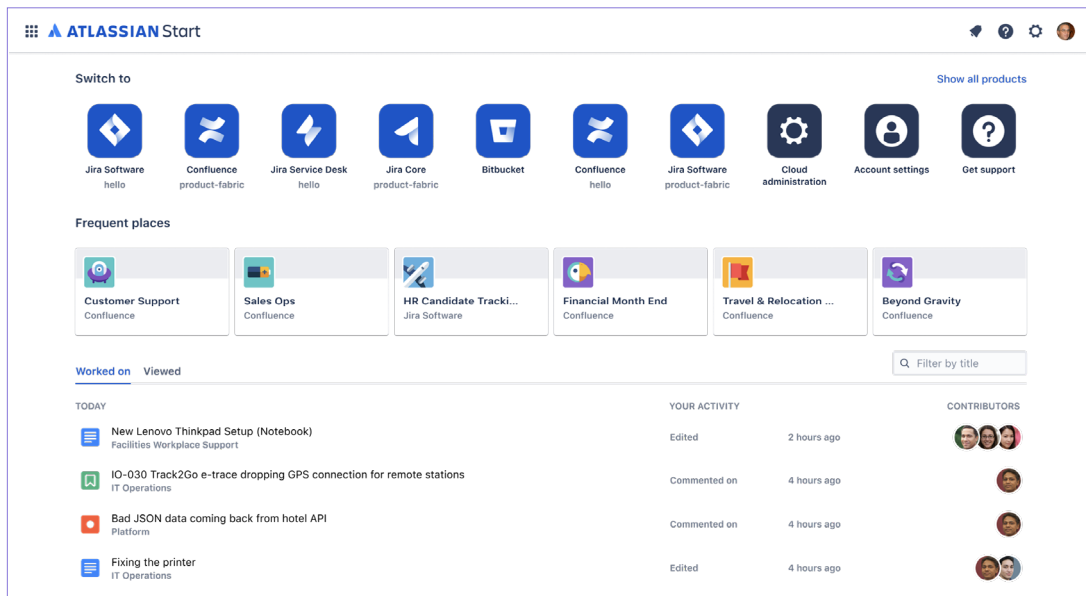 ATLASSIAN Start
Switch to
Show all products
Jira Software
hello
Confluence
product-fabric
Jira Service Desk
hello
Jira Core
product-fabric
Bitbucket
Confluence
hello
Jira Software
product-fabric
Cloud
administration
Account settings
Get support
Frequent places
Customer Support
Confluence
Sales Ops
Confluence
HR Candidate Tracki...
Jira Software
Financial Month End
Confluence
Travel & Relocation ...
Confluence
Beyond Gravity
Confluence
Worked on
Viewed
Filter by title
TODAY
YOUR ACTIVITY
CONTRIBUTORS
New Lenovo Thinkpad Setup (Notebook)
Facilities Workplace Support
Edited
2 hours ago
IO-030 Track2Go e-trace dropping GPS connection for remote stations
IT Operations
Commented on
4 hours ago
Bad JSON data coming back from hotel API
Platform
Commented on
4 hours ago
Fixing the printer
IT Operations
Edited
4 hours ago